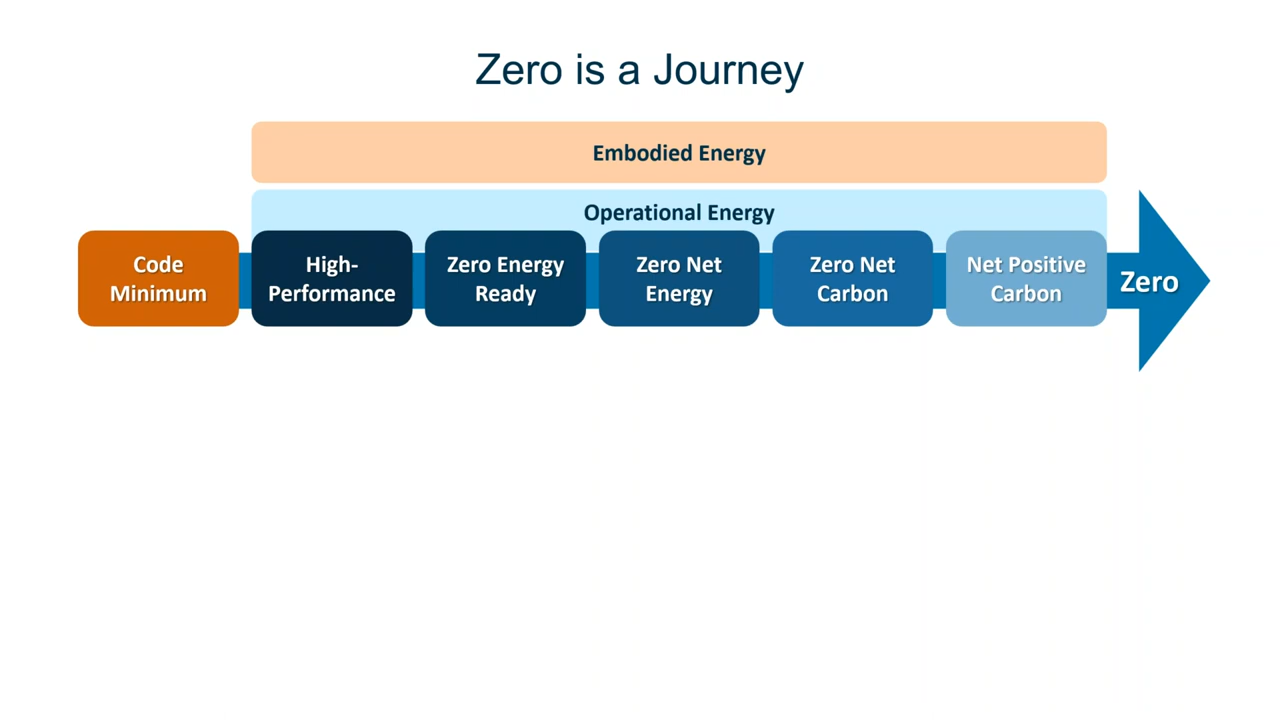 Zero is a Journey
Embodied Energy
Operational Energy
Code
Minimum
High-
Performance
Zero Energy
Ready
Zero Net
Energy
Zero Net
Carbon
Net Positive
Carbon
Zero